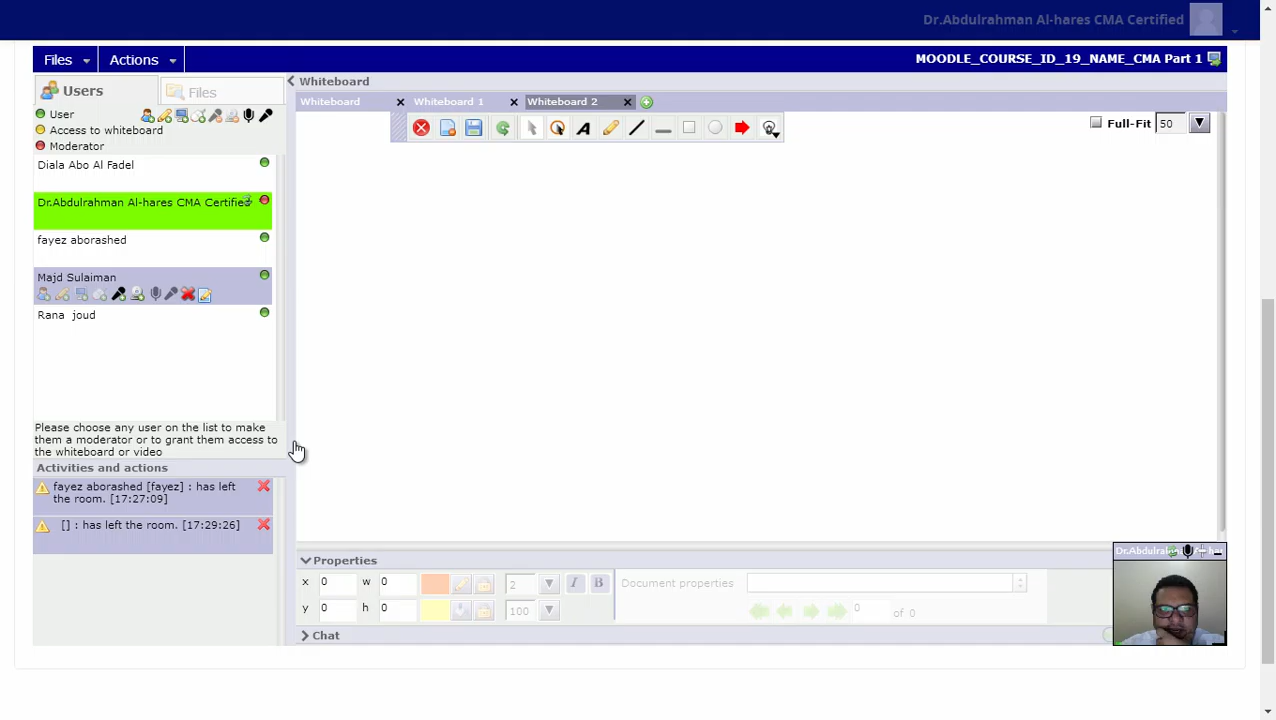 Dr.Abdulrahman Al-hares CMA Certified
Files Actions MOODLE_COURSE_ID_19_NAME_CMA Part 1
Users Files
User
Access to whiteboard
Moderator
Diala Abo Al Fadel
Dr.Abdulrahman Al-hares CMA Certified
fayez aborashed
Majd Sulaiman
Rana joud
Please choose any user on the list to make
them a moderator or to grant them access to
the whiteboard or video
Activities and actions
fayez aborashed [fayez] : has left
the room. [17:27:09]
[] : has left the room. [17:29:26]
Whiteboard
Whiteboard Whiteboard 1 Whiteboard 2
A Full-Fit 50
Properties
x 0 w 0 2 I B Document properties
y 0 h 0 100 0 of 0
Chat